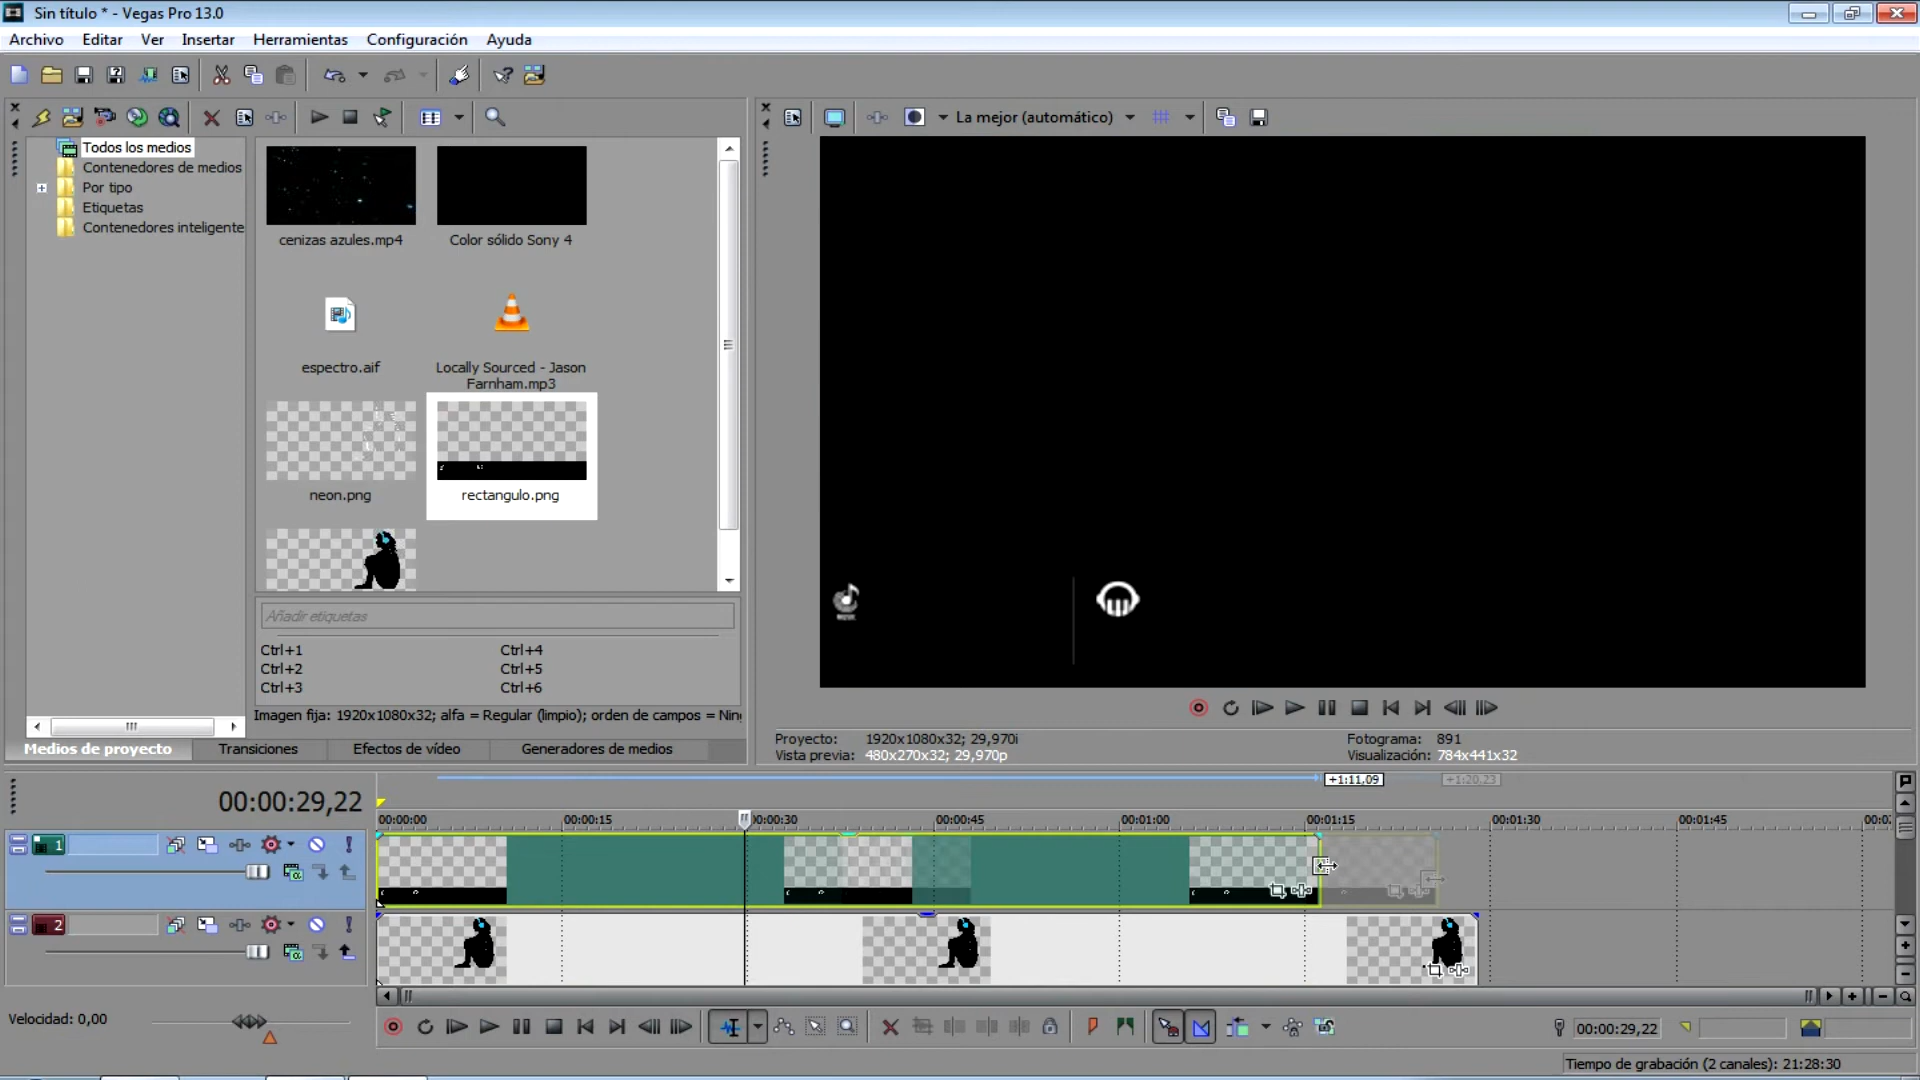 Sin título * - Vegas Pro 13.0
Archivo Editar Ver Insertar Herramientas Configuración Ayuda
La mejor (automático)
Todos los medios
Contenedores de medios
Por tipo
Etiquetas
Contenedores inteligente
cenizas azules.mp4
Color sólido Sony 4
espectro.aif
Locally Sourced - Jason
Farnham.mp3
neon.png
rectangulo.png
Añadir etiquetas
Ctrl+1 Ctrl+4
Ctrl+2 Ctrl+5
Ctrl+3 Ctrl+6
Imagen fija: 1920x1080x32; alfa = Regular (limpio); orden de campos = Nin
Medios de proyecto Transiciones Efectos de vídeo Generadores de medios
Proyecto: 1920x1080x32; 29,970i
Vista previa: 480x270x32; 29,970p
Fotograma: 891
Visualización: 784x441x32
+1:11,09 +1:20,23
00:00:29,22
00:00:00 00:00:15 00:00:30 00:00:45 00:01:00 00:01:15 00:01:30 00:01:45 00:0
1
2
Velocidad: 0,00
00:00:29,22
Tiempo de grabación (2 canales): 21:28:30